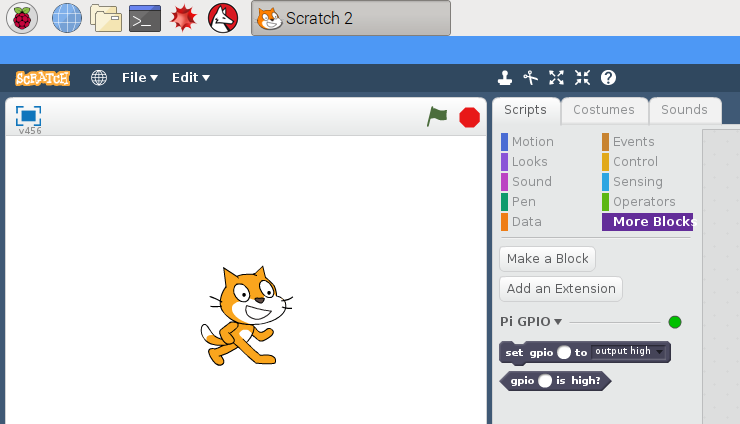 Scratch 2
SCRATCH File Edit
v456
Scripts Costumes Sounds
Motion Events
Looks Control
Sound Sensing
Pen Operators
Data More Blocks
Make a Block
Add an Extension
Pi GPIO
set gpio to output high
gpio is high?